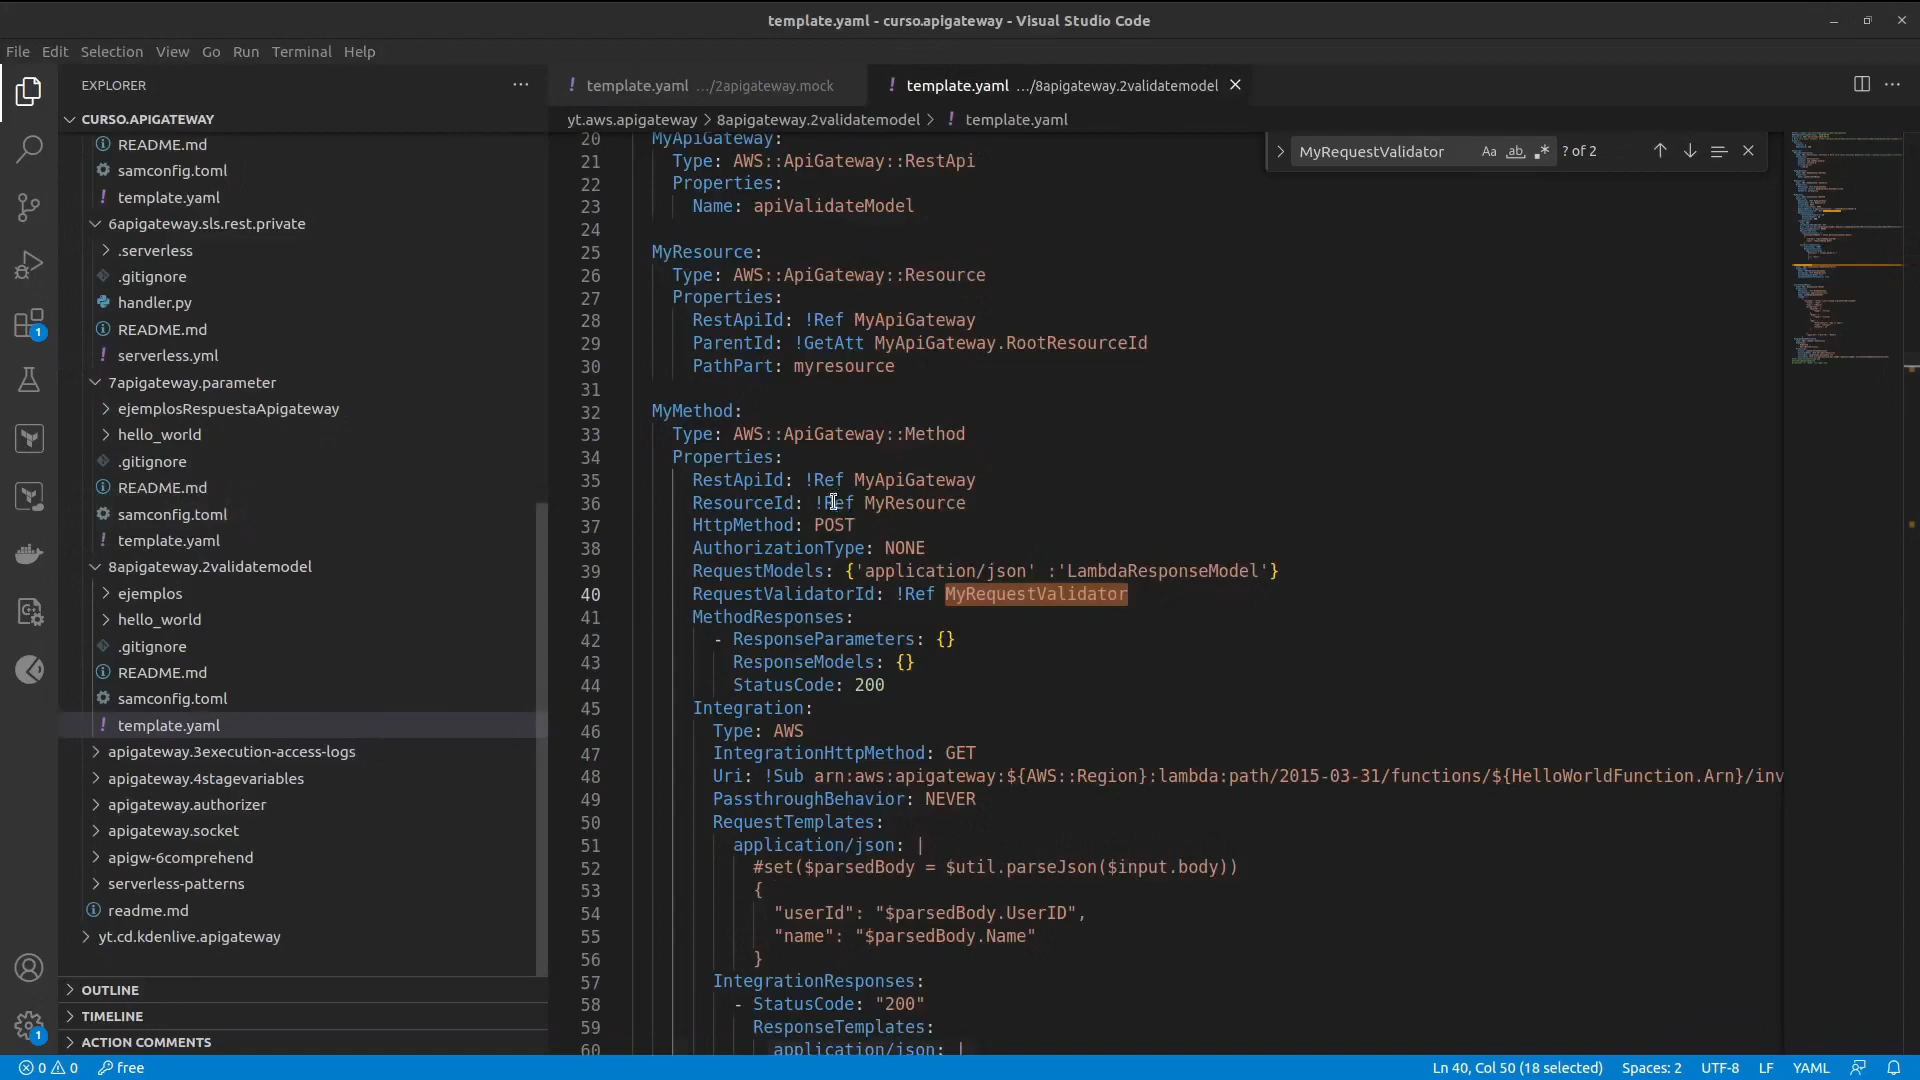 template.yaml - curso.apigateway - Visual Studio Code
File Edit Selection View Go Run Terminal Help
EXPLORER
CURSO.APIGATEWAY
README.md
samconfig.toml
template.yaml
6apigateway.sls.rest.private
.serverless
.gitignore
handler.py
README.md
serverless.yml
7apigateway.parameter
ejemplosRespuestaApigateway
hello_world
.gitignore
README.md
samconfig.toml
template.yaml
8apigateway.2validatemodel
ejemplos
hello_world
.gitignore
README.md
samconfig.toml
template.yaml
apigateway.3execution-access-logs
apigateway.4stagevariables
apigateway.authorizer
apigateway.socket
apigw-6comprehend
serverless-patterns
readme.md
yt.cd.kdenlive.apigateway
OUTLINE
TIMELINE
ACTION COMMENTS
1
1
template.yaml .../2apigateway.mock
template.yaml .../8apigateway.2validatemodel
yt.aws.apigateway > 8apigateway.2validatemodel > template.yaml
MyRequestValidator Aa ab .* ? of 2
20 MyApiGateway:
21 Type: AWS::ApiGateway::RestApi
22 Properties:
23 Name: apiValidateModel
24
25 MyResource:
26 Type: AWS::ApiGateway::Resource
27 Properties:
28 RestApiId: !Ref MyApiGateway
29 ParentId: !GetAtt MyApiGateway.RootResourceId
30 PathPart: myresource
31
32 MyMethod:
33 Type: AWS::ApiGateway::Method
34 Properties:
35 RestApiId: !Ref MyApiGateway
36 ResourceId: !Ref MyResource
37 HttpMethod: POST
38 AuthorizationType: NONE
39 RequestModels: {'application/json' :'LambdaResponseModel'}
40 RequestValidatorId: !Ref MyRequestValidator
41 MethodResponses:
42 - ResponseParameters: {}
43 ResponseModels: {}
44 StatusCode: 200
45 Integration:
46 Type: AWS
47 IntegrationHttpMethod: GET
48 Uri: !Sub arn:aws:apigateway:${AWS::Region}:lambda:path/2015-03-31/functions/${HelloWorldFunction.Arn}/inv
49 PassthroughBehavior: NEVER
50 RequestTemplates:
51 application/json: |
52 #set($parsedBody = $util.parseJson($input.body))
53 {
54 "userId": "$parsedBody.UserID",
55 "name": "$parsedBody.Name"
56 }
57 IntegrationResponses:
58 - StatusCode: "200"
59 ResponseTemplates:
60 application/json: |
0 0 free Ln 40, Col 50 (18 selected) Spaces: 2 UTF-8 LF YAML